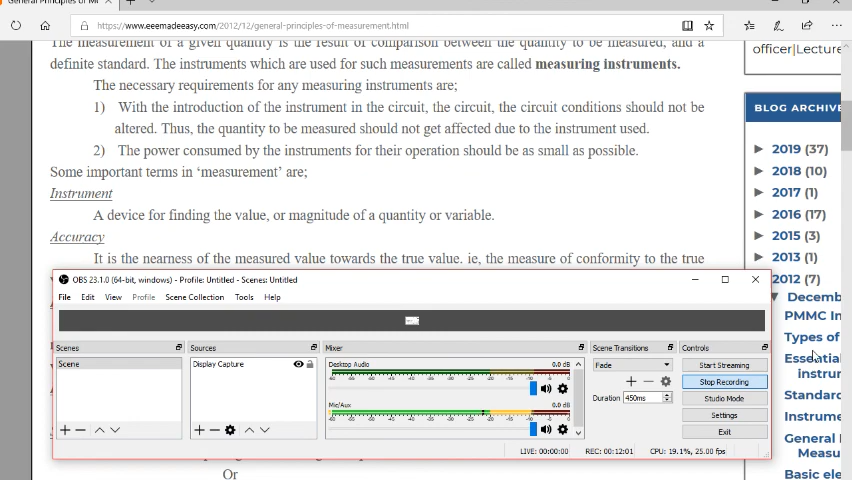 General Principles of
https://www.eeemadeeasy.com/2012/12/general-principles-of-measurement.html
The measurement of a given quantity is the result of comparison between the quantity to be measured, and a
definite standard. The instruments which are used for such measurements are called measuring instruments.
The necessary requirements for any measuring instruments are;
1) With the introduction of the instrument in the circuit, the circuit, the circuit conditions should not be
altered. Thus, the quantity to be measured should not get affected due to the instrument used.
2) The power consumed by the instruments for their operation should be as small as possible.
Some important terms in ‘measurement’ are;
Instrument
A device for finding the value, or magnitude of a quantity or variable.
Accuracy
It is the nearness of the measured value towards the true value. ie, the measure of conformity to the true
Or
officer|Lecture
BLOG ARCHIV
2019 (37)
2018 (10)
2017 (1)
2016 (17)
2015 (3)
2013 (1)
2012 (7)
Decemb
PMMC In
Types of
Essential
instru
Standar
Instrume
General
Measu
Basic ele
OBS 23.1.0 (64-bit, windows) - Profile: Untitled - Scenes: Untitled
File Edit View Profile Scene Collection Tools Help
Scenes
Scene
Sources
Display Capture
Mixer
Desktop Audio 0.0 dB
Mic/Aux 0.0 dB
Scene Transitions
Fade
Duration 450ms
Controls
Start Streaming
Stop Recording
Studio Mode
Settings
Exit
LIVE: 00:00:00 REC: 00:12:01 CPU: 19.1%, 25.00 fps